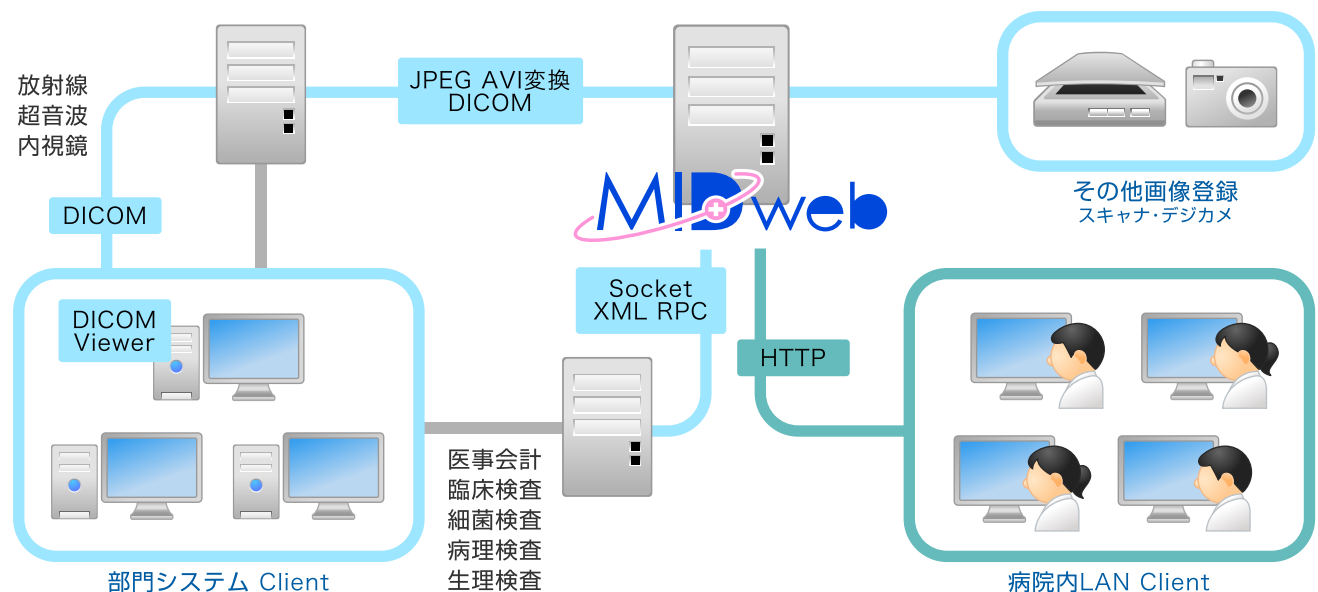 放射線
超音波
内視鏡
JPEG AVI変換
DICOM
DICOM
その他画像登録
スキャナ・デジカメ
MID web
Socket
XML RPC
DICOM
Viewer
HTTP
医事会計
臨床検査
細菌検査
病理検査
生理検査
部門システム Client
病院内LAN Client